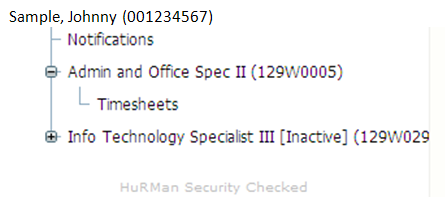 Sample, Johnny (001234567)
Notifications
Admin and Office Spec II (129W0005)
Timesheets
Info Technology Specialist III [Inactive] (129W029
HuRMan Security Checked